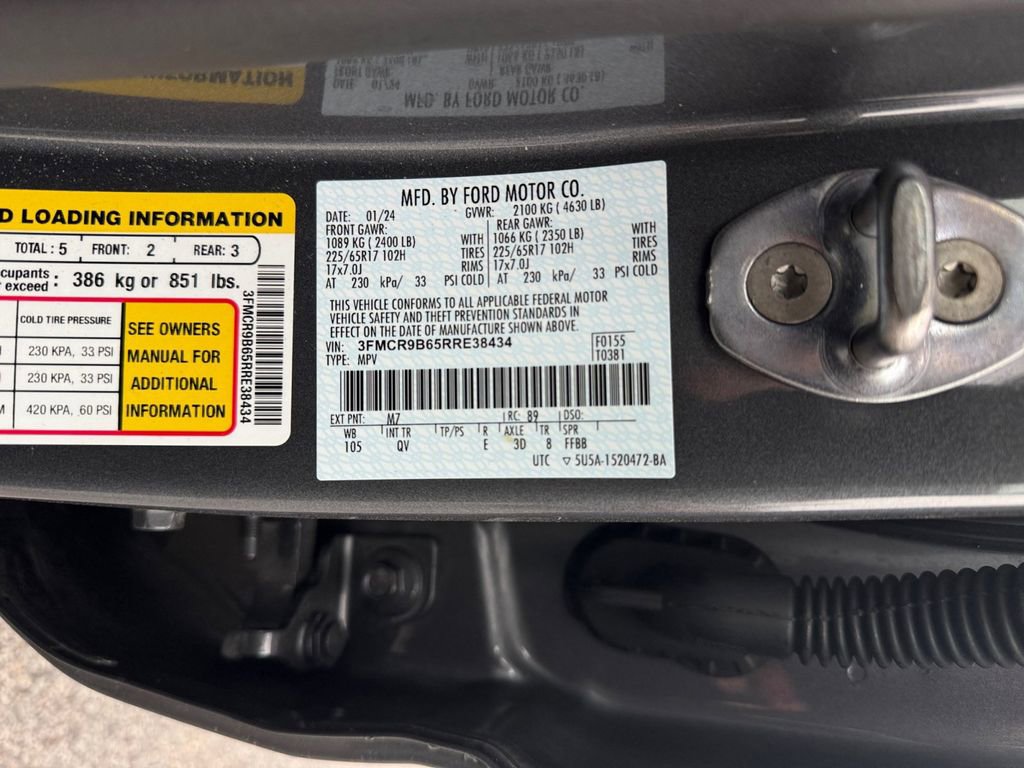 D LOADING INFORMATION
TOTAL : 5 FRONT: 2 REAR: 3
cupants
r exceed : 386 kg or 851 lbs.
COLD TIRE PRESSURE
230 KPA, 33 PSI
230 KPA, 33 PSI
420 KPA, 60 PSI
SEE OWNERS
MANUAL FOR
ADDITIONAL
INFORMATION
3FMCR9B65RRE38434
MFD. BY FORD MOTOR CO.
DATE: 01/24 GVWR: 2100 KG ( 4630 LB)
FRONT GAWR: REAR GAWR:
1089 KG ( 2400 LB) WITH 1066 KG ( 2350 LB) WITH
225/65R17 102H TIRES 225/65R17 102H TIRES
17x7.0J RIMS 17x7.0J RIMS
AT 230 kPa/ 33 PSI COLD AT 230 kPa/ 33 PSI COLD
THIS VEHICLE CONFORMS TO ALL APPLICABLE FEDERAL MOTOR
VEHICLE SAFETY AND THEFT PREVENTION STANDARDS IN
EFFECT ON THE DATE OF MANUFACTURE SHOWN ABOVE.
VIN: 3FMCR9B65RRE38434 F0155
TYPE: MPV T0381
EXT PNT: M7 RC: 89 DSO:
WB INT TR TP/PS R AXLE TR SPR
105 QV E 3D 8 FFBB
UTC ▽ 5U5A-1520472-BA